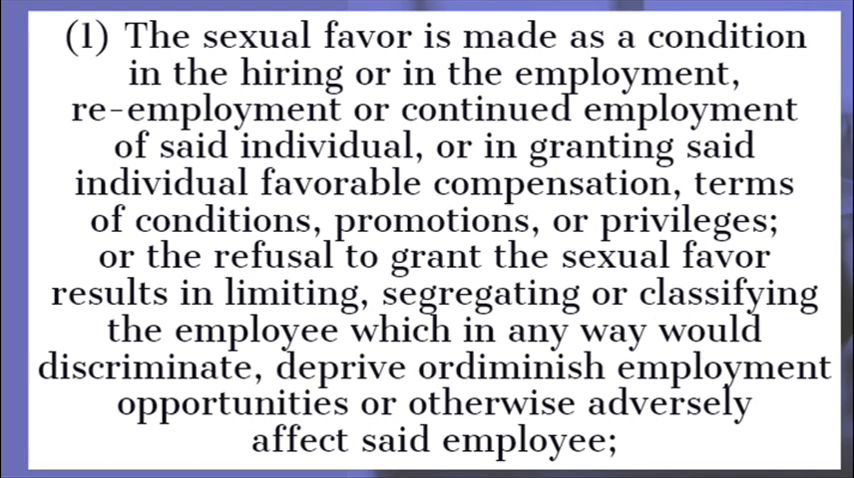 (1) The sexual favor is made as a condition
in the hiring or in the employment,
re-employment or continued employment
of said individual, or in granting said
individual favorable compensation, terms
of conditions, promotions, or privileges;
or the refusal to grant the sexual favor
results in limiting, segregating or classifying
the employee which in any way would
discriminate, deprive ordiminish employment
opportunities or otherwise adversely
affect said employee;